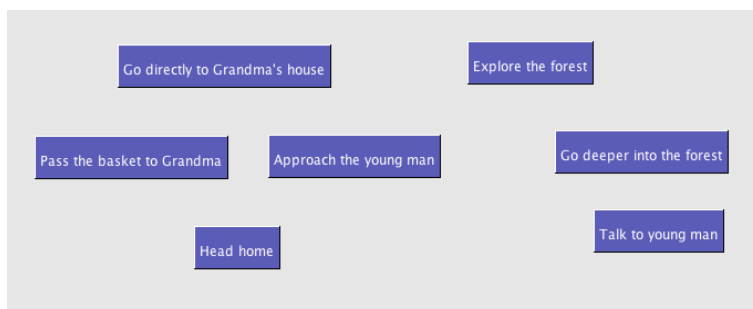 Go directly to Grandma's house
Explore the forest
Pass the basket to Grandma
Approach the young man
Go deeper into the forest
Head home
Talk to young man